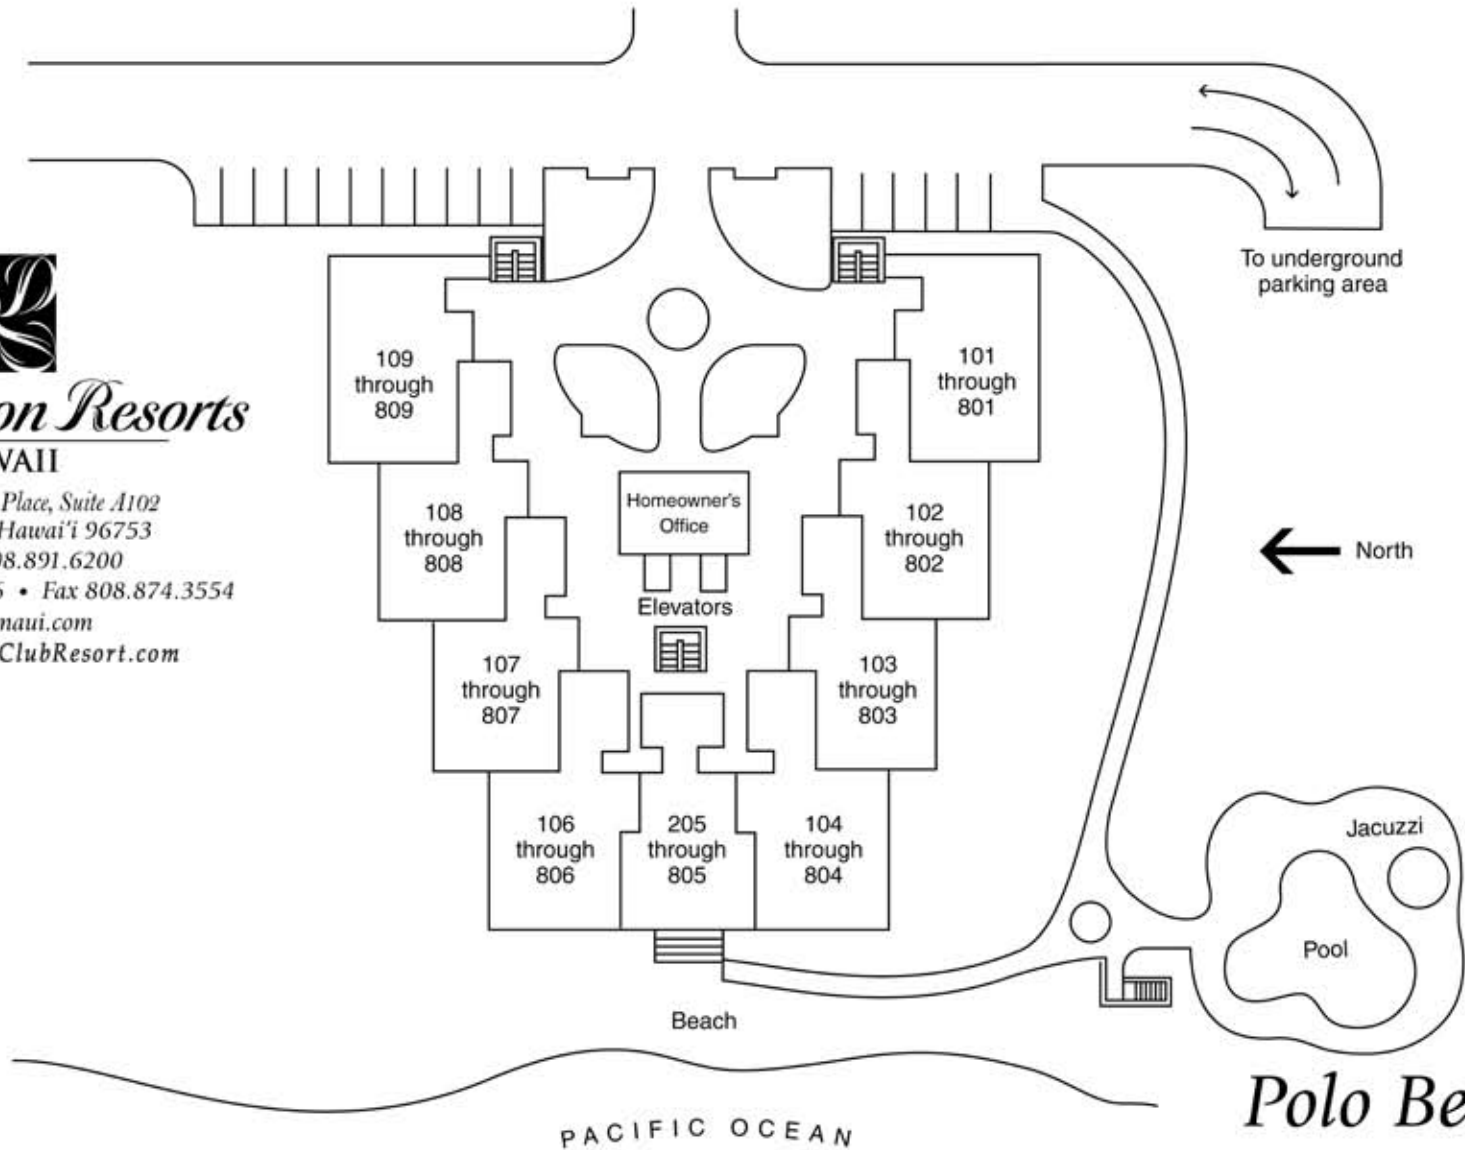 To underground
parking area
on Resorts
WAII
Place, Suite A102
Hawai'i 96753
08.891.6200
• Fax 808.874.3554
maui.com
ClubResort.com
109
through
809
101
through
801
108
through
808
Homeowner's
Office
102
through
802
North
Elevators
107
through
807
103
through
803
106
through
806
205
through
805
104
through
804
Jacuzzi
Pool
Beach
Polo Be
PACIFIC OCEAN